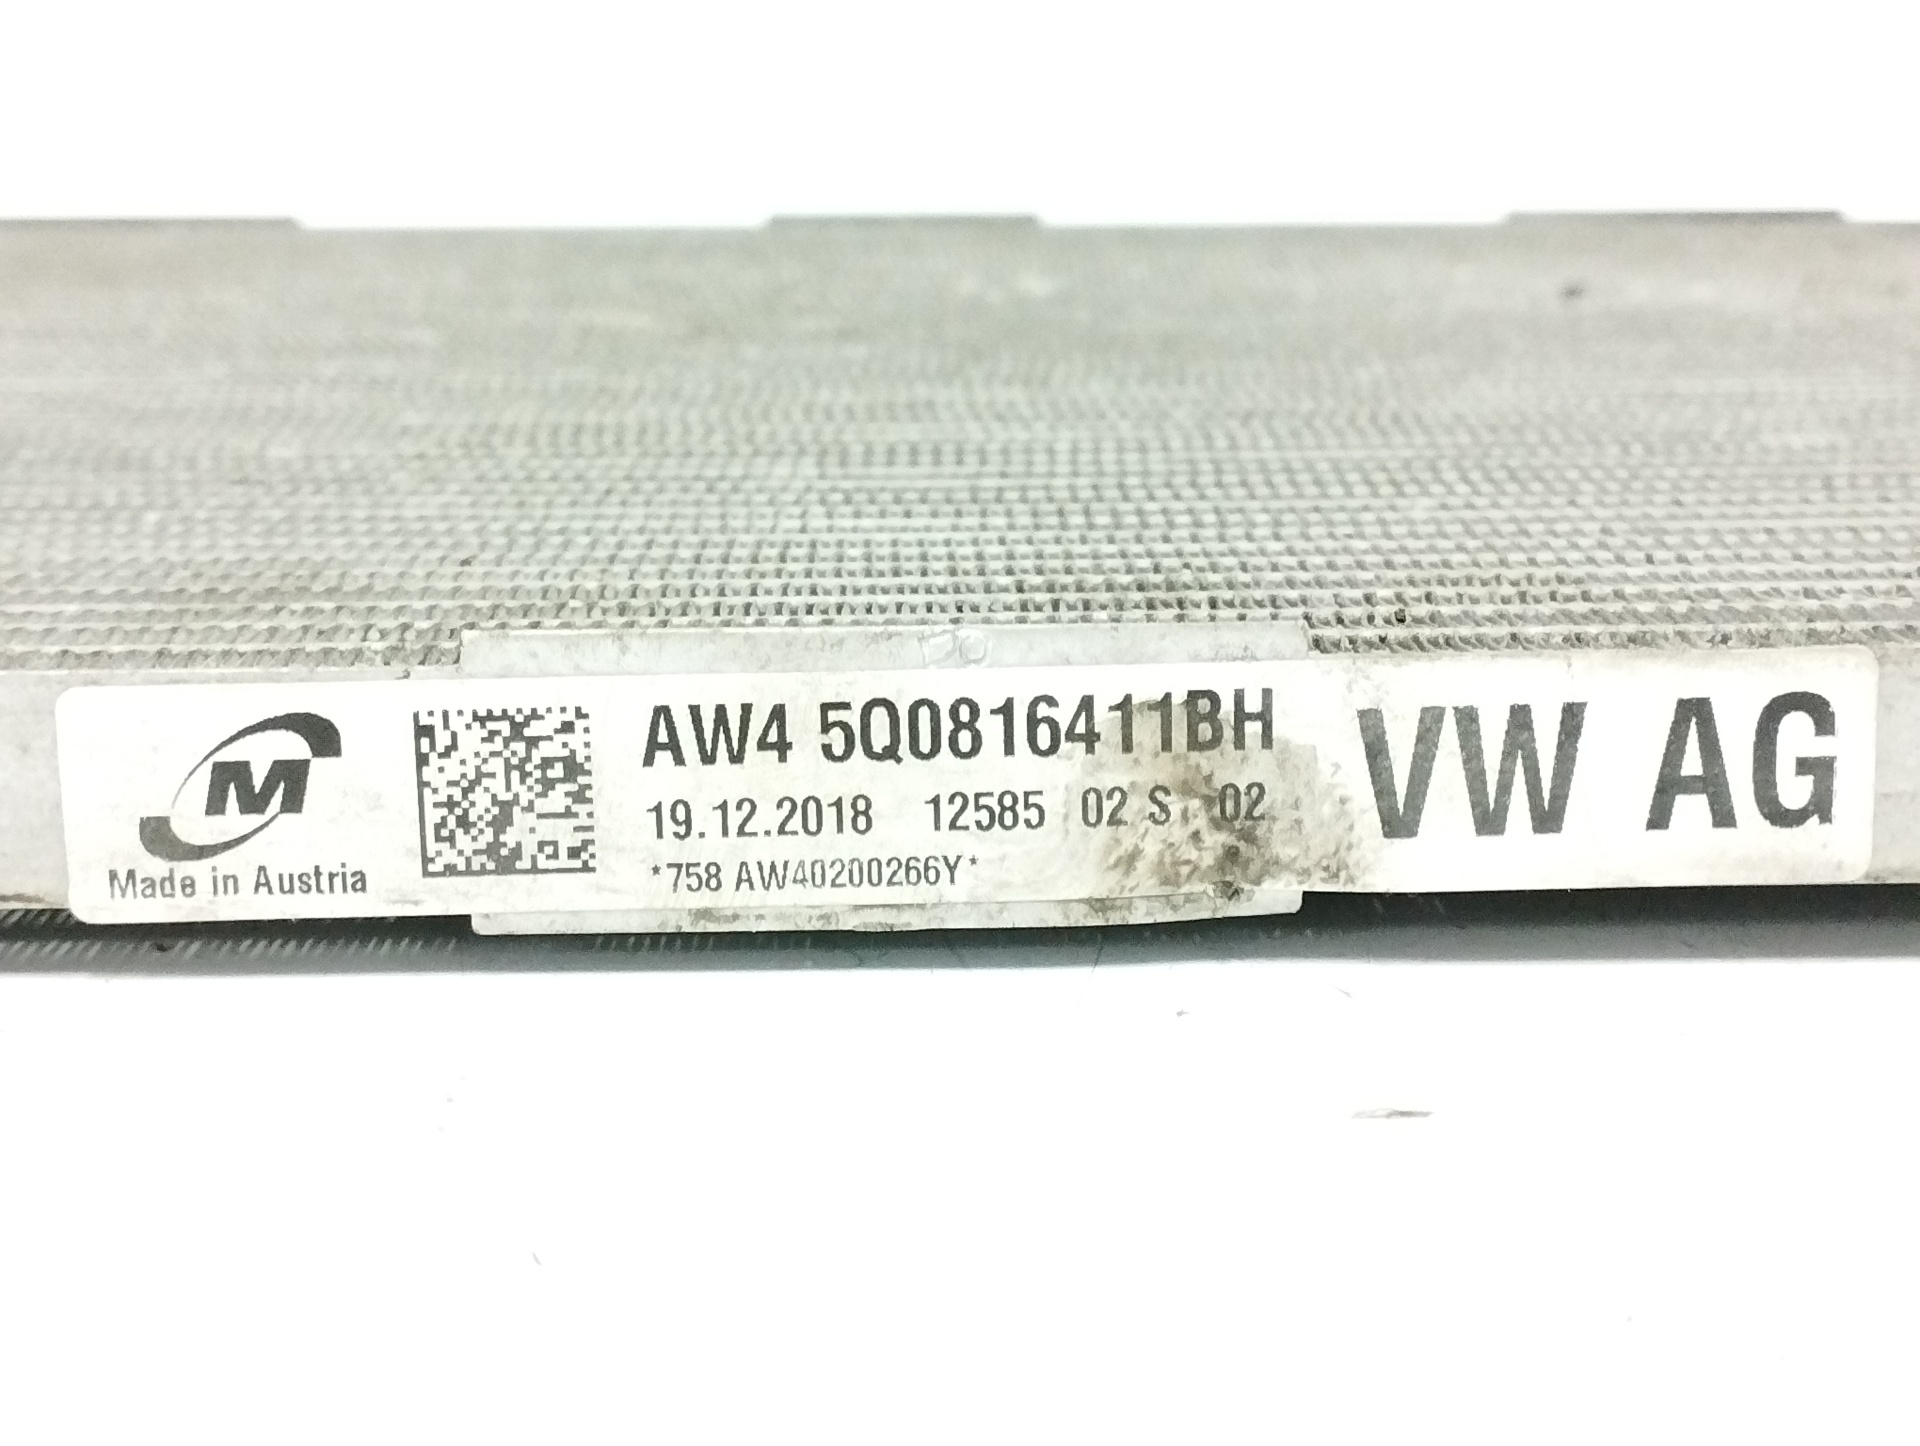 M
Made in Austria
AW4 5Q0816411BH
19.12.2018 12585 02 S 02
*758 AW40200266Y*
VW AG